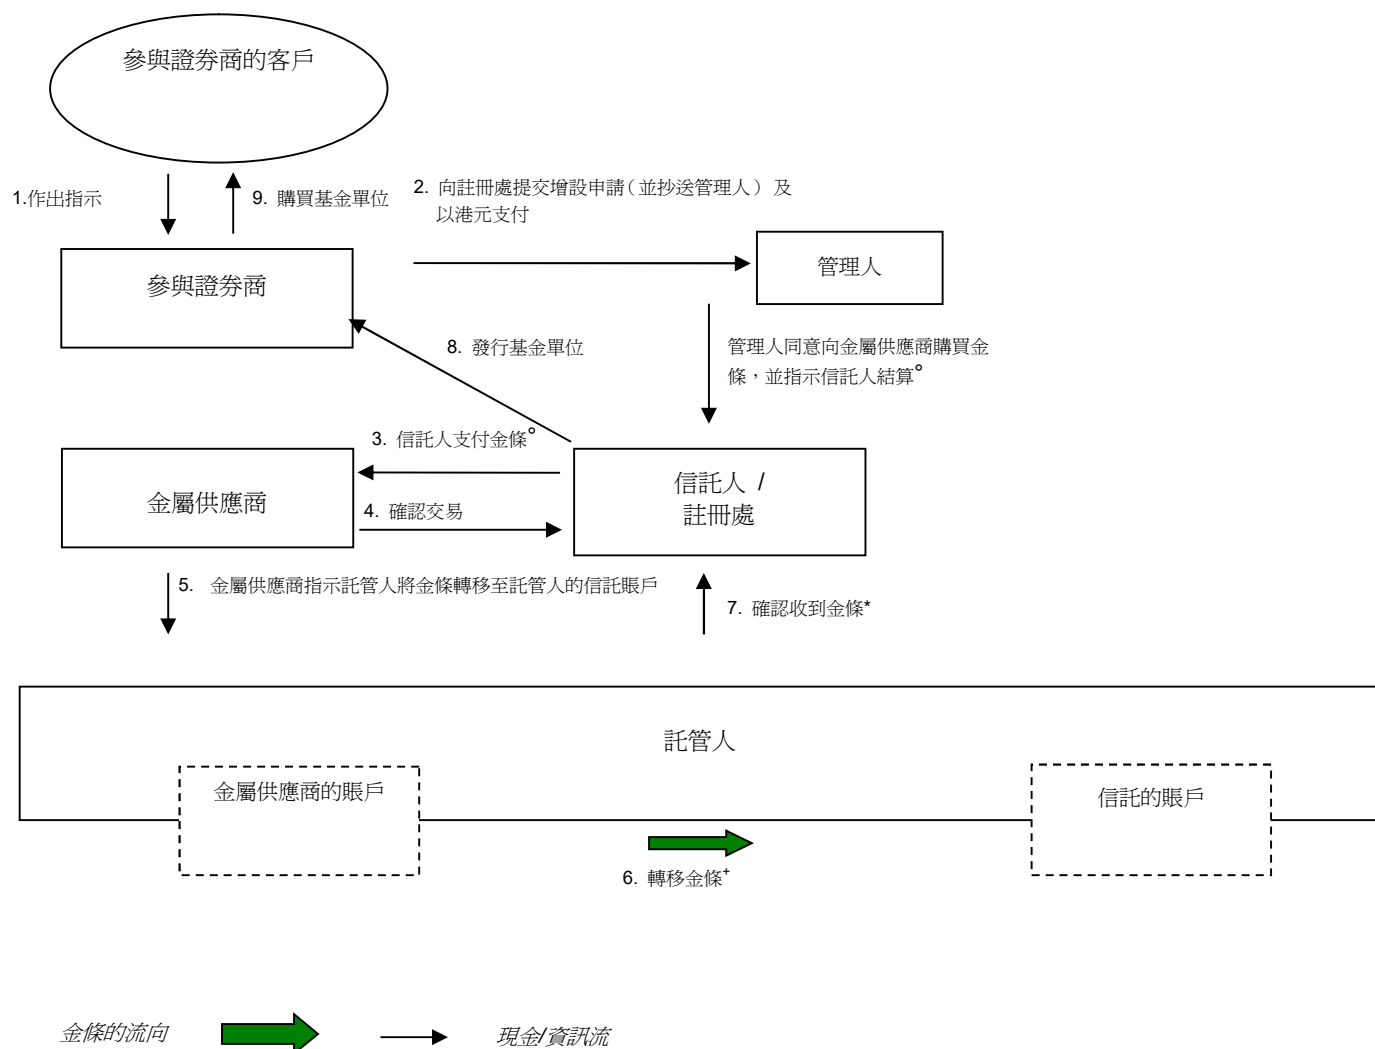 參與證券商的客戶
1.作出指示
9. 購買基金單位
2. 向註冊處提交增設申請（並抄送管理人） 及
以港元支付
參與證券商
管理人
8. 發行基金單位
管理人同意向金屬供應商購買金
條，並指示信託人結算°
3. 信託人支付金條°
金屬供應商
4. 確認交易
信託人 /
註冊處
5. 金屬供應商指示託管人將金條轉移至託管人的信託賬戶
7. 確認收到金條*
託管人
金屬供應商的賬戶
信託的賬戶
6. 轉移金條+
金條的流向
現金/資訊流